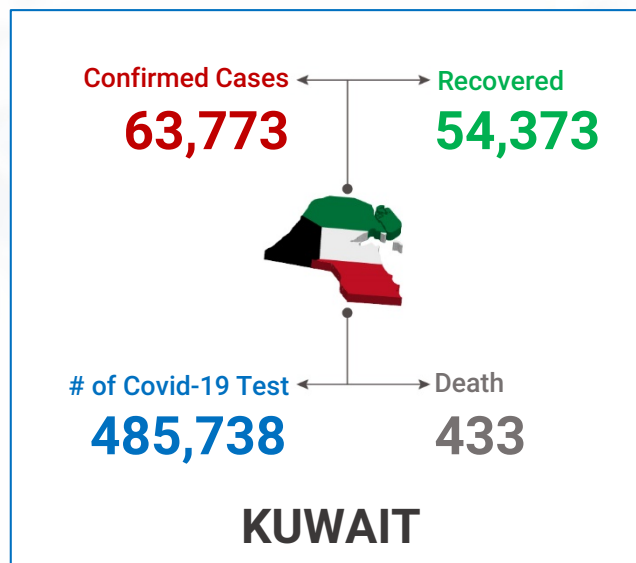 Confirmed Cases
63,773
Recovered
54,373
# of Covid-19 Test
485,738
Death
433
KUWAIT